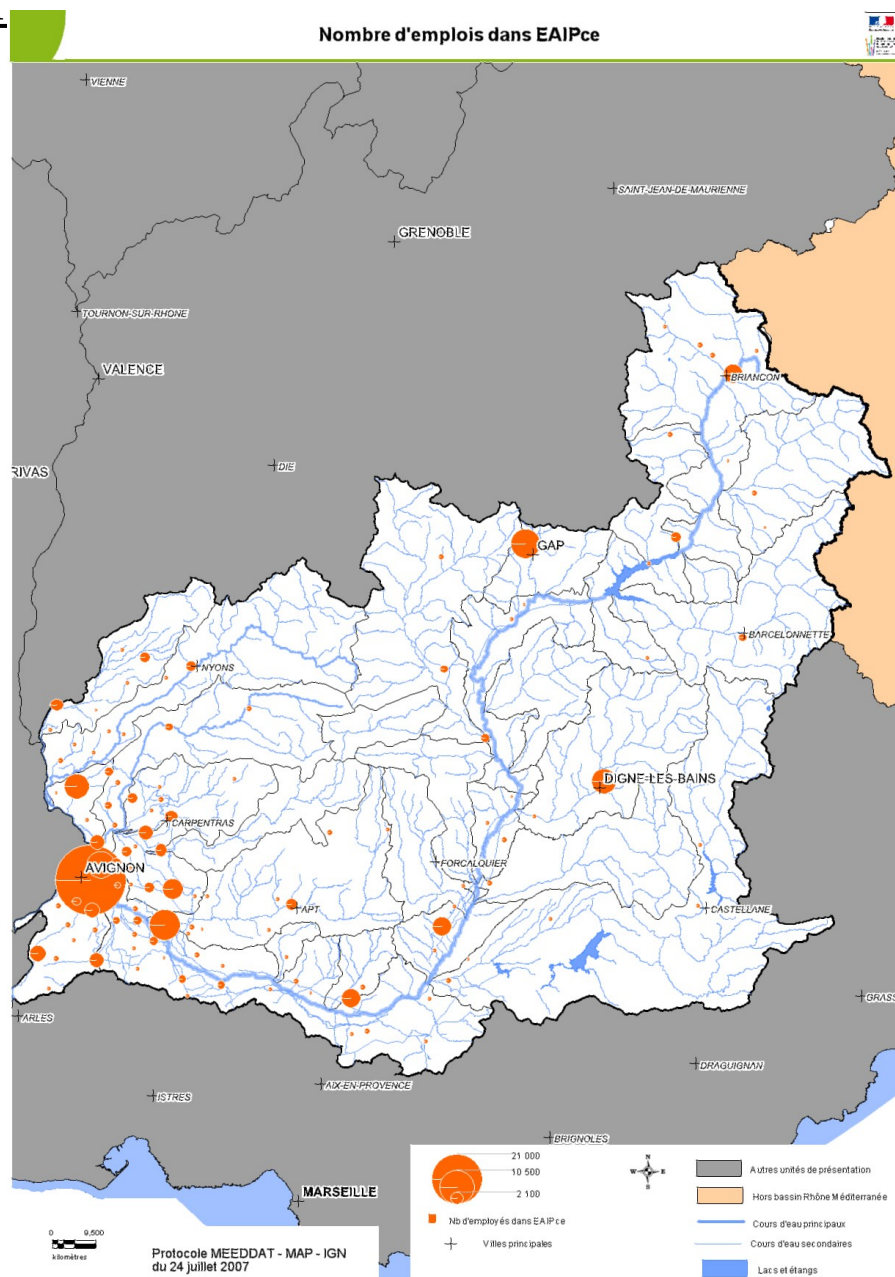 Nombre d'emplois dans EAIPce
VIENNE
SAINT-JEAN-DE-MAURIENNE
GRENOBLE
TOURNON-SUR-RHONE
VALENCE
BRIANCON
RIVAS
DIE
GAP
BARCELONNETTE
NYONS
DIGNE-LES-BAINS
CARPENTRAS
FORCALQUIER
AVIGNON
APT
CASTELLANE
GRASS
ARLES
DRAGUIGNAN
AIX-EN-PROVENCE
ISTRES
BRIGNOLES
MARSEILLE
21 000
10 500
2 100
Nb d'employés dans EAIPce
Villes principales
N
W E
S
Autres unités de présentation
Hors bassin Rhône Méditerranée
Cours d'eau principaux
Cours d'eau secondaires
Lacs et étangs
0 9,500
kilomètres
Protocole MEEDDAT - MAP - IGN
du 24 juillet 2007